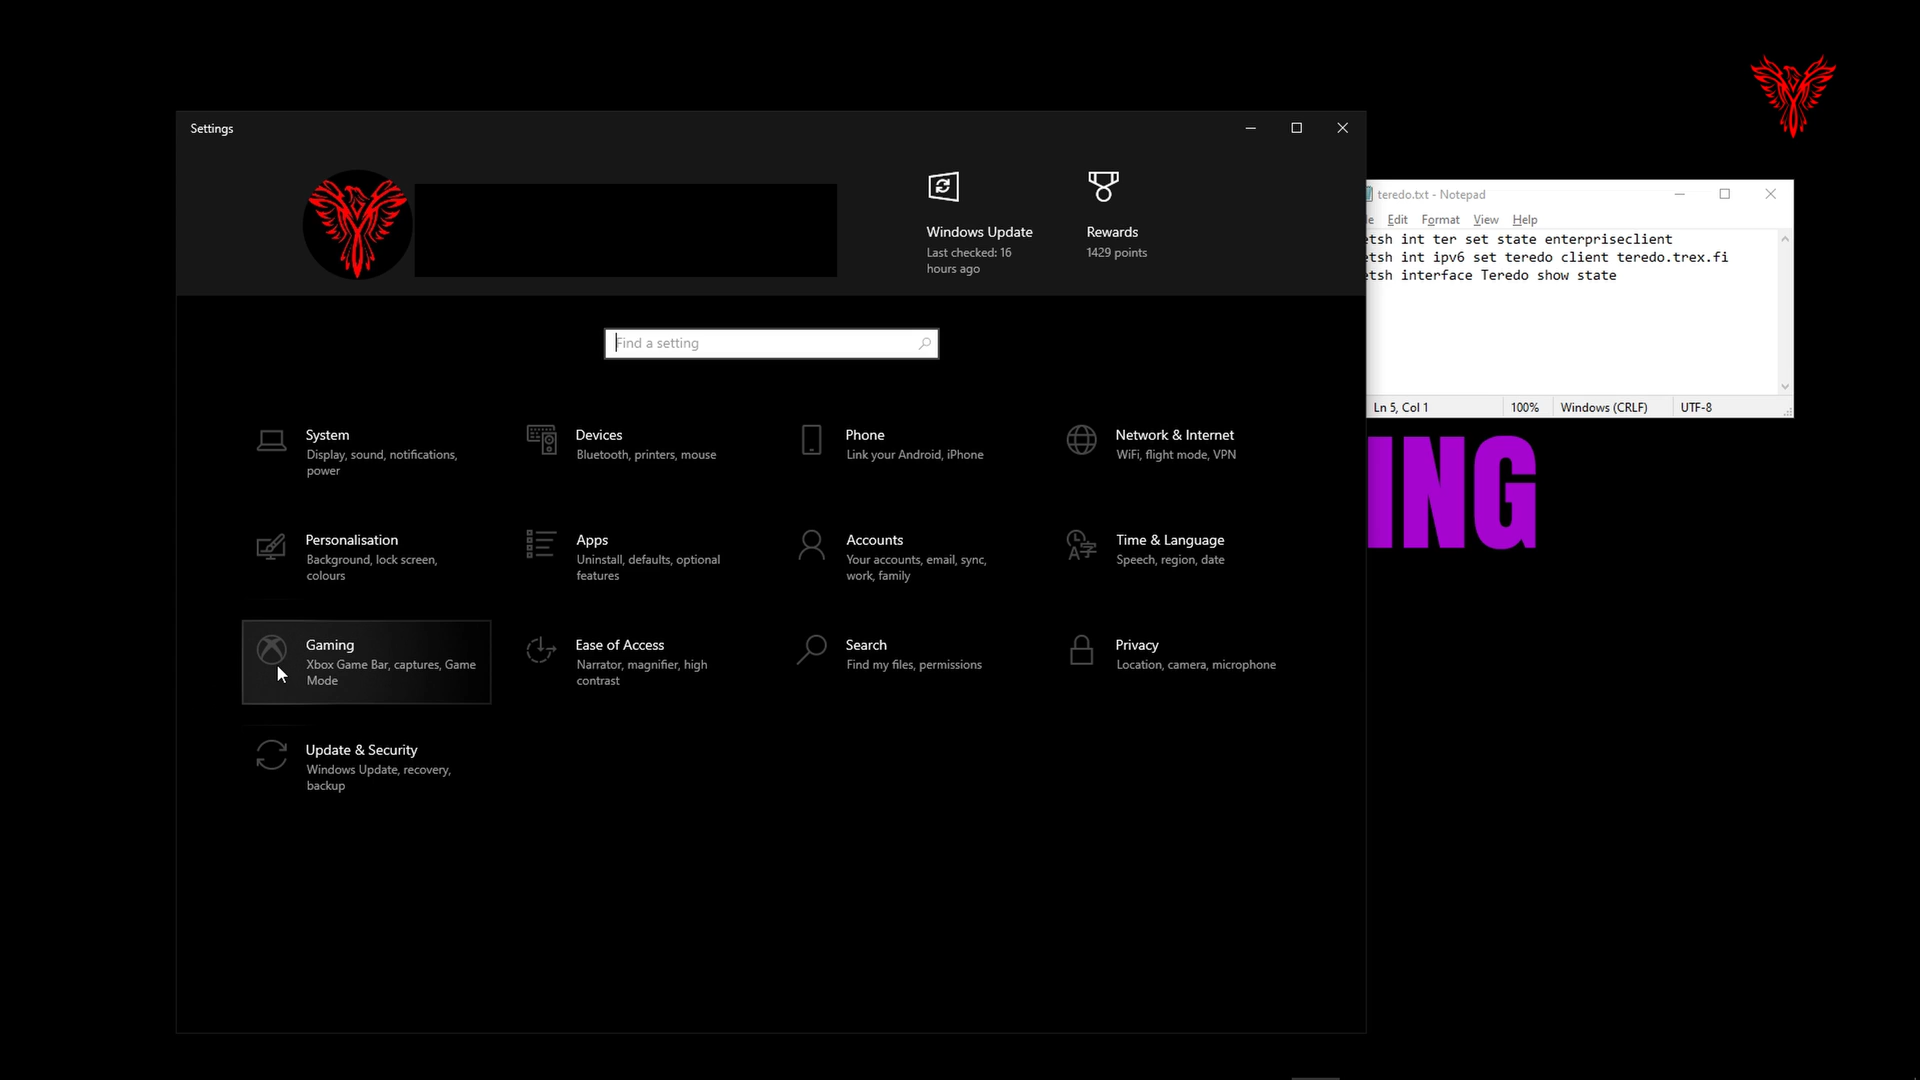 Settings
Windows Update
Last checked: 16
hours ago
Rewards
1429 points
Find a setting
System
Display, sound, notifications,
power
Devices
Bluetooth, printers, mouse
Phone
Link your Android, iPhone
Network & Internet
WiFi, flight mode, VPN
Personalisation
Background, lock screen,
colours
Apps
Uninstall, defaults, optional
features
Accounts
Your accounts, email, sync,
work, family
Time & Language
Speech, region, date
Gaming
Xbox Game Bar, captures, Game
Mode
Ease of Access
Narrator, magnifier, high
contrast
Search
Find my files, permissions
Privacy
Location, camera, microphone
Update & Security
Windows Update, recovery,
backup
teredo.txt - Notepad
Edit Format View Help
etsh int ter set state enterpriseclient
etsh int ipv6 set teredo client teredo.trex.fi
etsh interface Teredo show state
Ln 5, Col 1 100% Windows (CRLF) UTF-8
ING